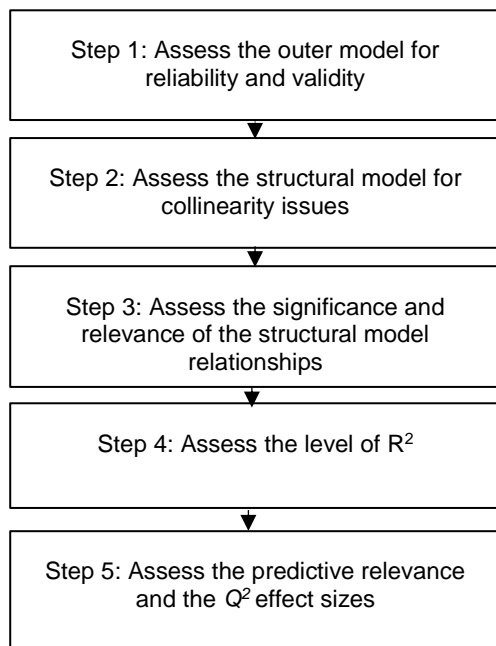 Step 1: Assess the outer model for
reliability and validity
Step 2: Assess the structural model for
collinearity issues
Step 3: Assess the significance and
relevance of the structural model
relationships
Step 4: Assess the level of R²
Step 5: Assess the predictive relevance
and the Q² effect sizes